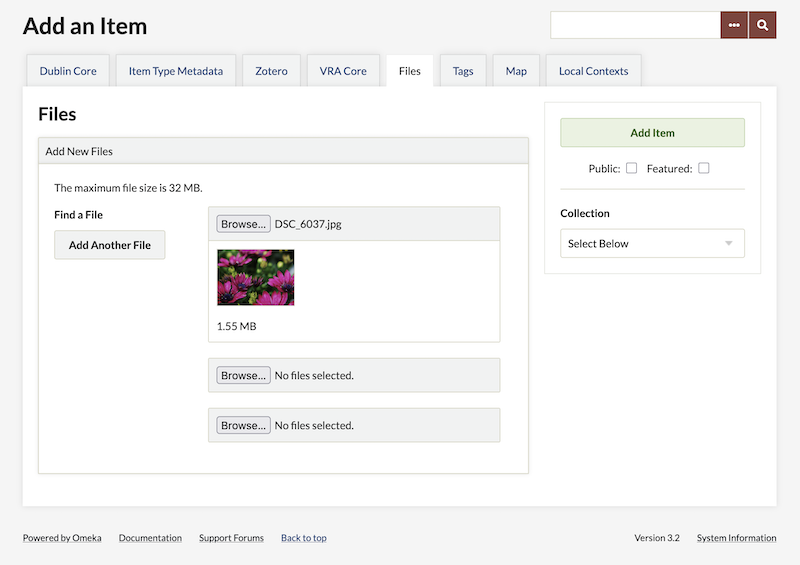 Add an Item
...
Dublin Core
Item Type Metadata
Zotero
VRA Core
Files
Tags
Map
Local Contexts
Files
Add New Files
The maximum file size is 32 MB.
Find a File
Add Another File
Browse... DSC_6037.jpg
1.55 MB
Browse... No files selected.
Browse... No files selected.
Add Item
Public: Featured:
Collection
Select Below
Powered by Omeka
Documentation
Support Forums
Back to top
Version 3.2
System Information